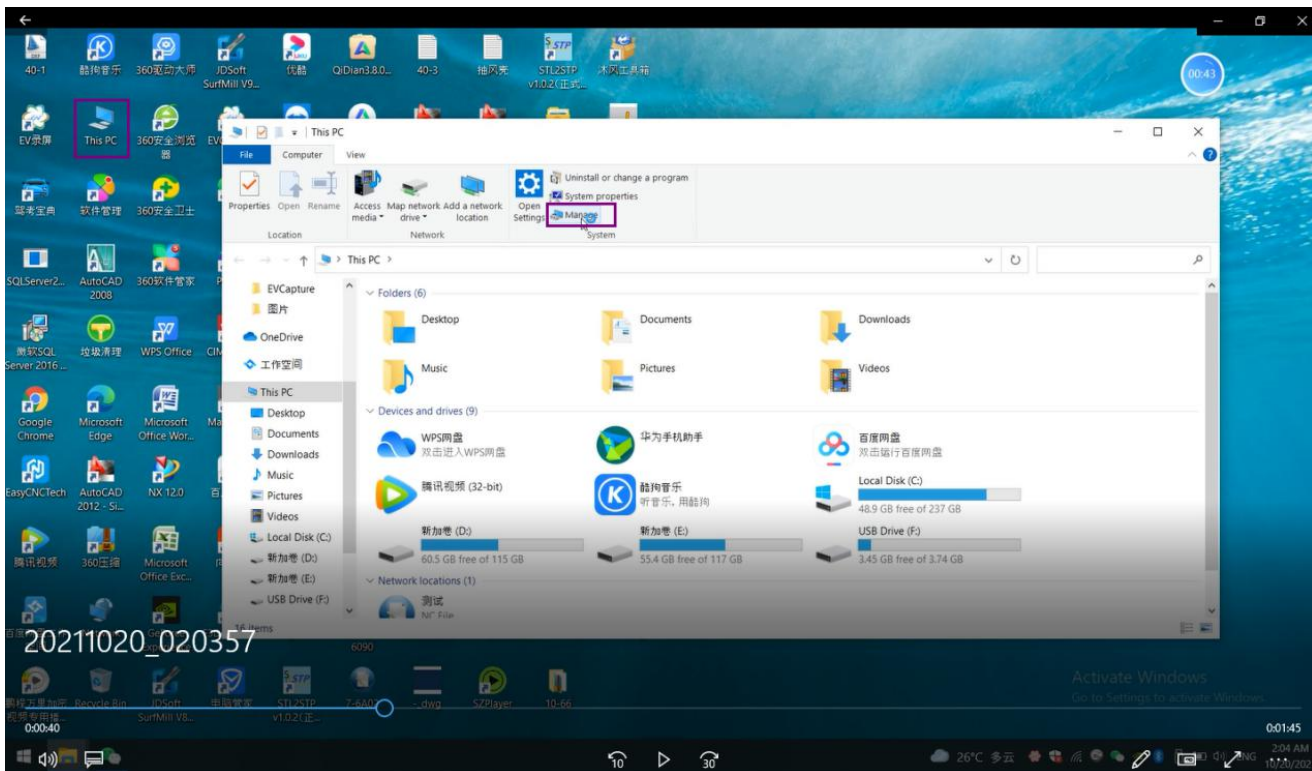 40-1
酷狗音乐
360驱动大师
JDSoft
SurfMill V9...
优酷
QiDian3.8.0...
40-3
抽风壳
STL2STP
v1.0.2(正式...
沐风工具箱
00:43
EV录屏
This PC
360安全浏览
器
This PC
File
Computer
View
Properties
Open
Rename
Access
media
Map network
drive
Add a network
location
Open
Settings
Uninstall or change a program
System properties
Manage
Location
Network
System
驾考宝典
软件管理
360安全卫士
This PC
SQLServer2...
AutoCAD
2008
360软件管家
EVCapture
图片
OneDrive
工作空间
This PC
Desktop
Documents
Downloads
Music
Pictures
Videos
Local Disk (C:)
新加卷 (D:)
新加卷 (E:)
USB Drive (F:)
16 items
Folders (6)
Desktop
Documents
Downloads
Music
Pictures
Videos
Devices and drives (9)
WPS网盘
双击进入WPS网盘
华为手机助手
百度网盘
双击运行百度网盘
腾讯视频 (32-bit)
酷狗音乐
听音乐, 用酷狗
Local Disk (C:)
48.9 GB free of 237 GB
新加卷 (D:)
60.5 GB free of 115 GB
新加卷 (E:)
55.4 GB free of 117 GB
USB Drive (F:)
3.45 GB free of 3.74 GB
Network locations (1)
测试
NC File
微软SQL
Server 2016 ...
垃圾清理
WPS Office
Google
Chrome
Microsoft
Edge
Microsoft
Office Wor...
EasyCNCTech
AutoCAD
2012 - Si...
NX 12.0
腾讯视频
360压缩
Microsoft
Office Exc...
20211020_020357
6090
Recycle Bin
JDSoft
SurfMill V8...
电脑管家
STL2STP
v1.0.2(正...
-.dwg
SZPlayer
10-66
Activate Windows
Go to Settings to activate Windows.
0:00:40
0:01:45
10
30
26°C 多云
ENG
2:04 AM